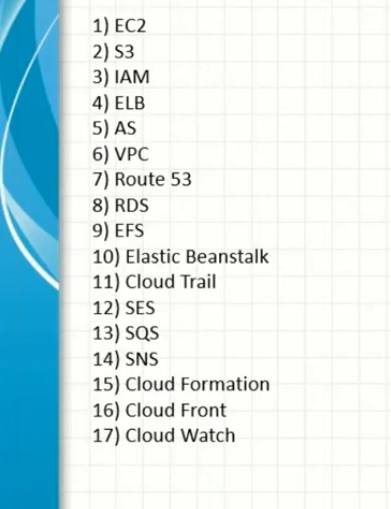 1) EC2
2) S3
3) IAM
4) ELB
5) AS
6) VPC
7) Route 53
8) RDS
9) EFS
10) Elastic Beanstalk
11) Cloud Trail
12) SES
13) SQS
14) SNS
15) Cloud Formation
16) Cloud Front
17) Cloud Watch